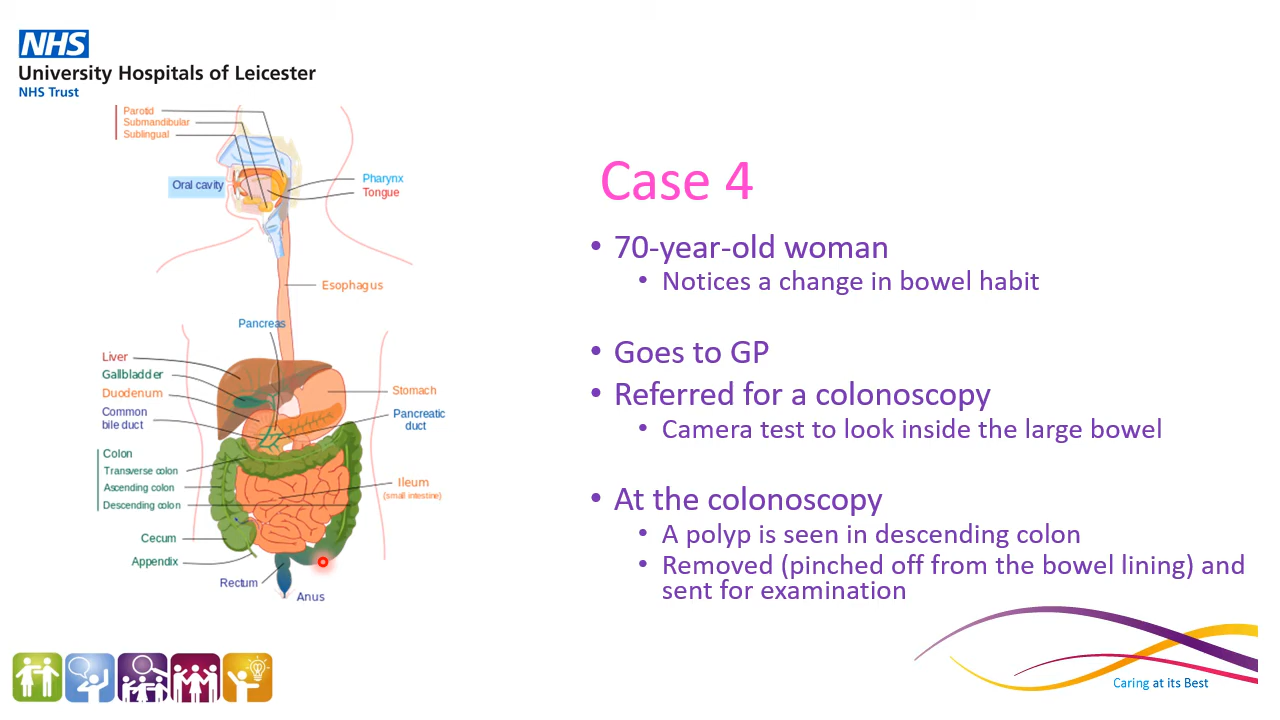 NHS
University Hospitals of Leicester
NHS Trust
Parotid
Submandibular
Sublingual
Oral cavity
Pharynx
Tongue
Esophagus
Pancreas
Liver
Gallbladder
Duodenum
Common
bile duct
Stomach
Pancreatic
duct
Colon
Transverse colon
Ascending colon
Descending colon
Ileum
(small intestine)
Cecum
Appendix
Rectum
Anus
Case 4
• 70-year-old woman
• Notices a change in bowel habit
• Goes to GP
• Referred for a colonoscopy
• Camera test to look inside the large bowel
• At the colonoscopy
• A polyp is seen in descending colon
• Removed (pinched off from the bowel lining) and
sent for examination
Caring at its Best